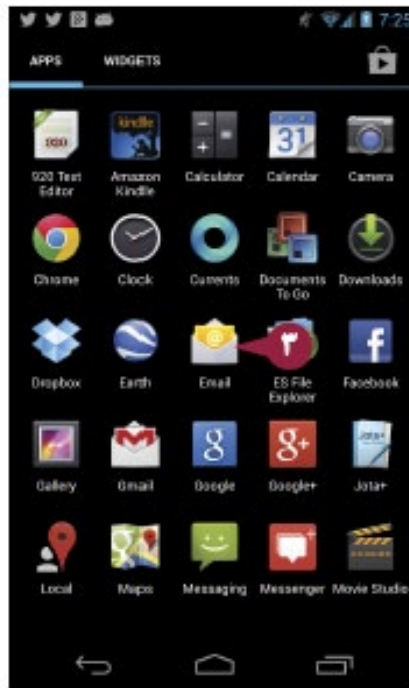 7:25
APPS WIDGETS
920
kindle
31
920 Text Editor
Amazon Kindle
Calculator
Calendar
Camera
Chrome
Clock
Currents
Documents To Go
Downloads
@
٣
f
Dropbox
Earth
Email
ES File Explorer
Facebook
g
g+
Jota+
Gallery
Gmail
Google
Google+
Jota+
Local
Maps
Messaging
Messenger
Movie Studio